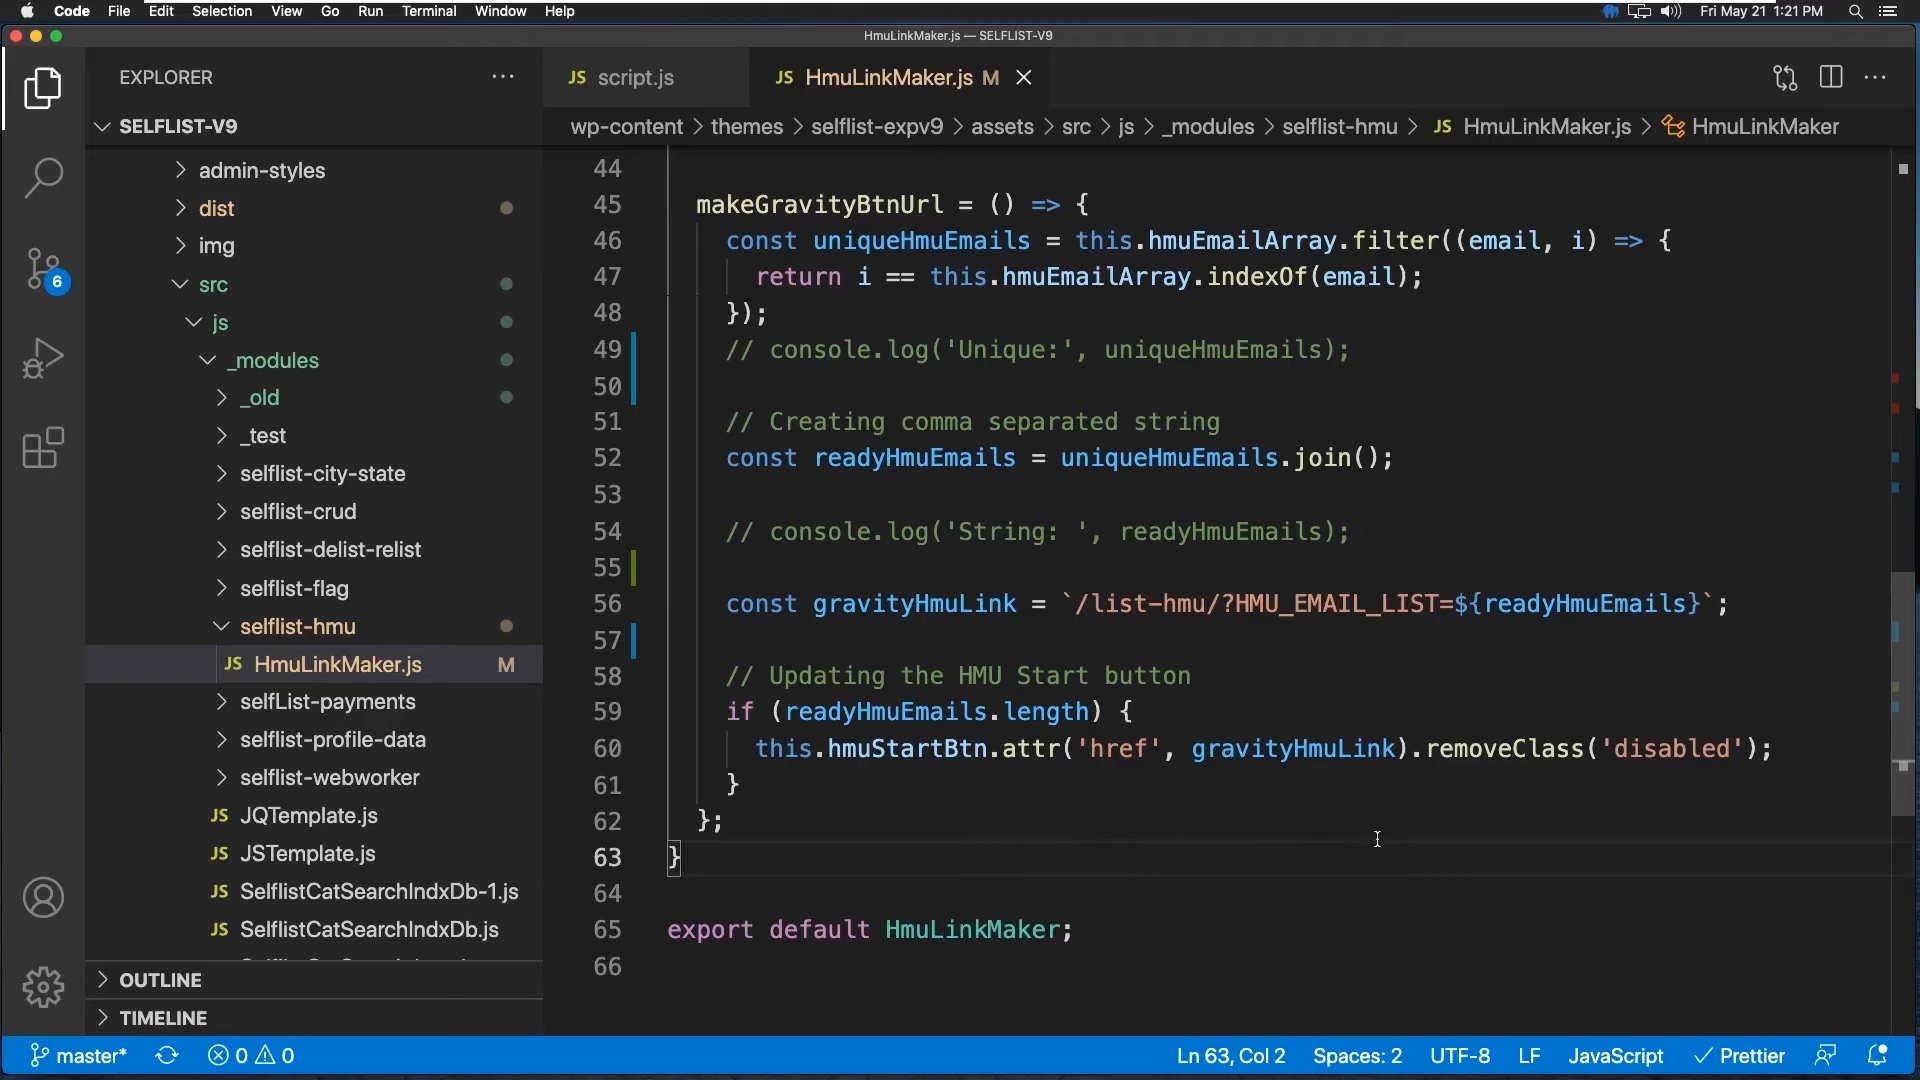 Code File Edit Selection View Go Run Terminal Window Help Fri May 21 1:21 PM
HmuLinkMaker.js — SELFLIST-V9
EXPLORER
SELFLIST-V9
admin-styles
dist
img
src
js
_modules
_old
_test
selflist-city-state
selflist-crud
selflist-delist-relist
selflist-flag
selflist-hmu
JS HmuLinkMaker.js M
selfList-payments
selflist-profile-data
selflist-webworker
JS JQTemplate.js
JS JSTemplate.js
JS SelflistCatSearchIndxDb-1.js
JS SelflistCatSearchIndxDb.js
OUTLINE
TIMELINE
6
JS script.js
JS HmuLinkMaker.js M
wp-content > themes > selflist-expv9 > assets > src > js > _modules > selflist-hmu > JS HmuLinkMaker.js > HmuLinkMaker
44
45 makeGravityBtnUrl = () => {
46 const uniqueHmuEmails = this.hmuEmailArray.filter((email, i) => {
47 return i == this.hmuEmailArray.indexOf(email);
48 });
49 // console.log('Unique:', uniqueHmuEmails);
50
51 // Creating comma separated string
52 const readyHmuEmails = uniqueHmuEmails.join();
53
54 // console.log('String: ', readyHmuEmails);
55
56 const gravityHmuLink = `/list-hmu/?HMU_EMAIL_LIST=${readyHmuEmails}`;
57
58 // Updating the HMU Start button
59 if (readyHmuEmails.length) {
60 this.hmuStartBtn.attr('href', gravityHmuLink).removeClass('disabled');
61 }
62 };
63 }
64
65 export default HmuLinkMaker;
66
master* 0 0 Ln 63, Col 2 Spaces: 2 UTF-8 LF JavaScript Prettier